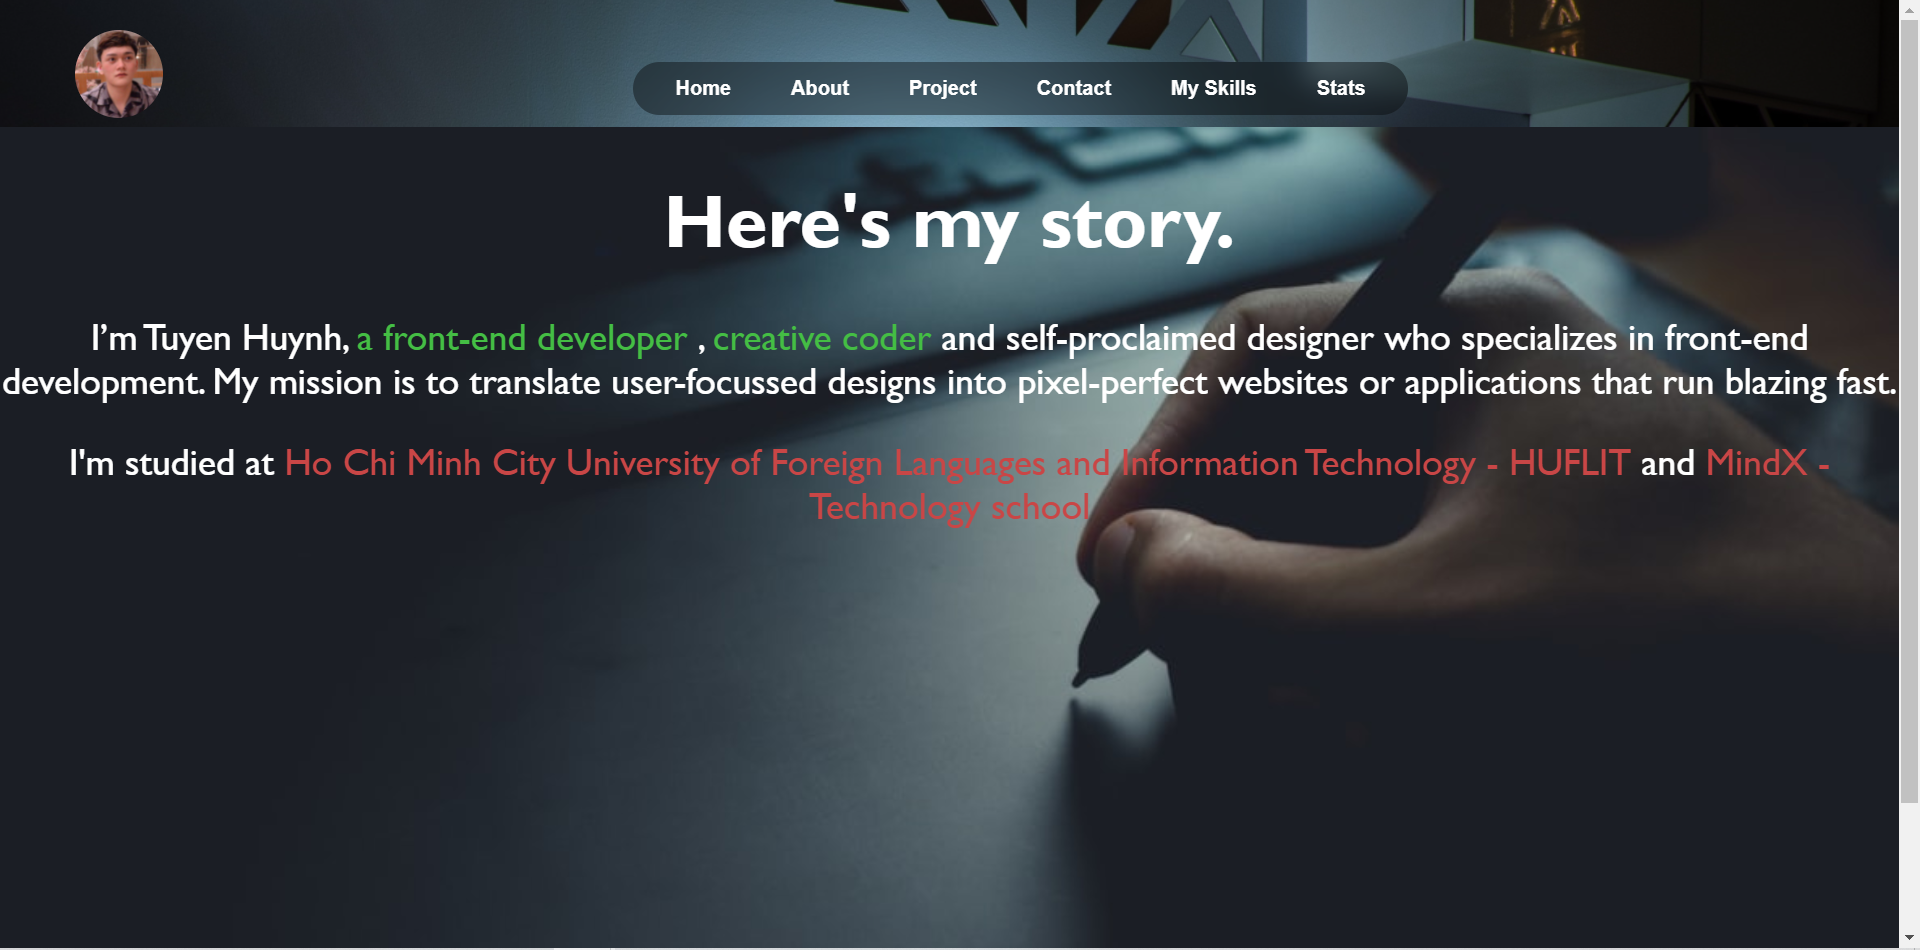 Home About Project Contact My Skills Stats
Here's my story.
I’m Tuyen Huynh, a front-end developer , creative coder and self-proclaimed designer who specializes in front-end
development. My mission is to translate user-focussed designs into pixel-perfect websites or applications that run blazing fast.
I'm studied at Ho Chi Minh City University of Foreign Languages and Information Technology - HUFLIT and MindX -
Technology school